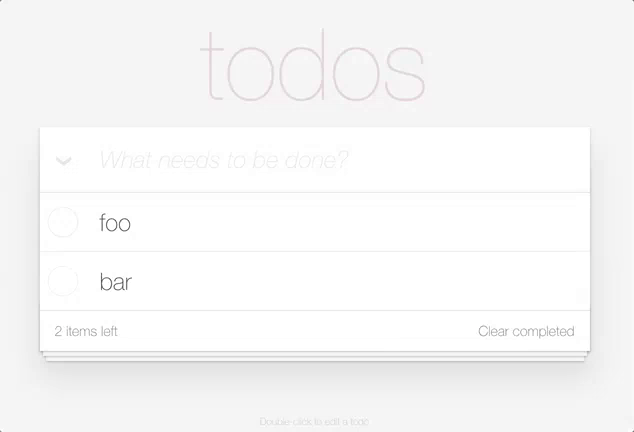 todos
What needs to be done?
foo
bar
2 items left Clear completed
Double-click to edit a todo